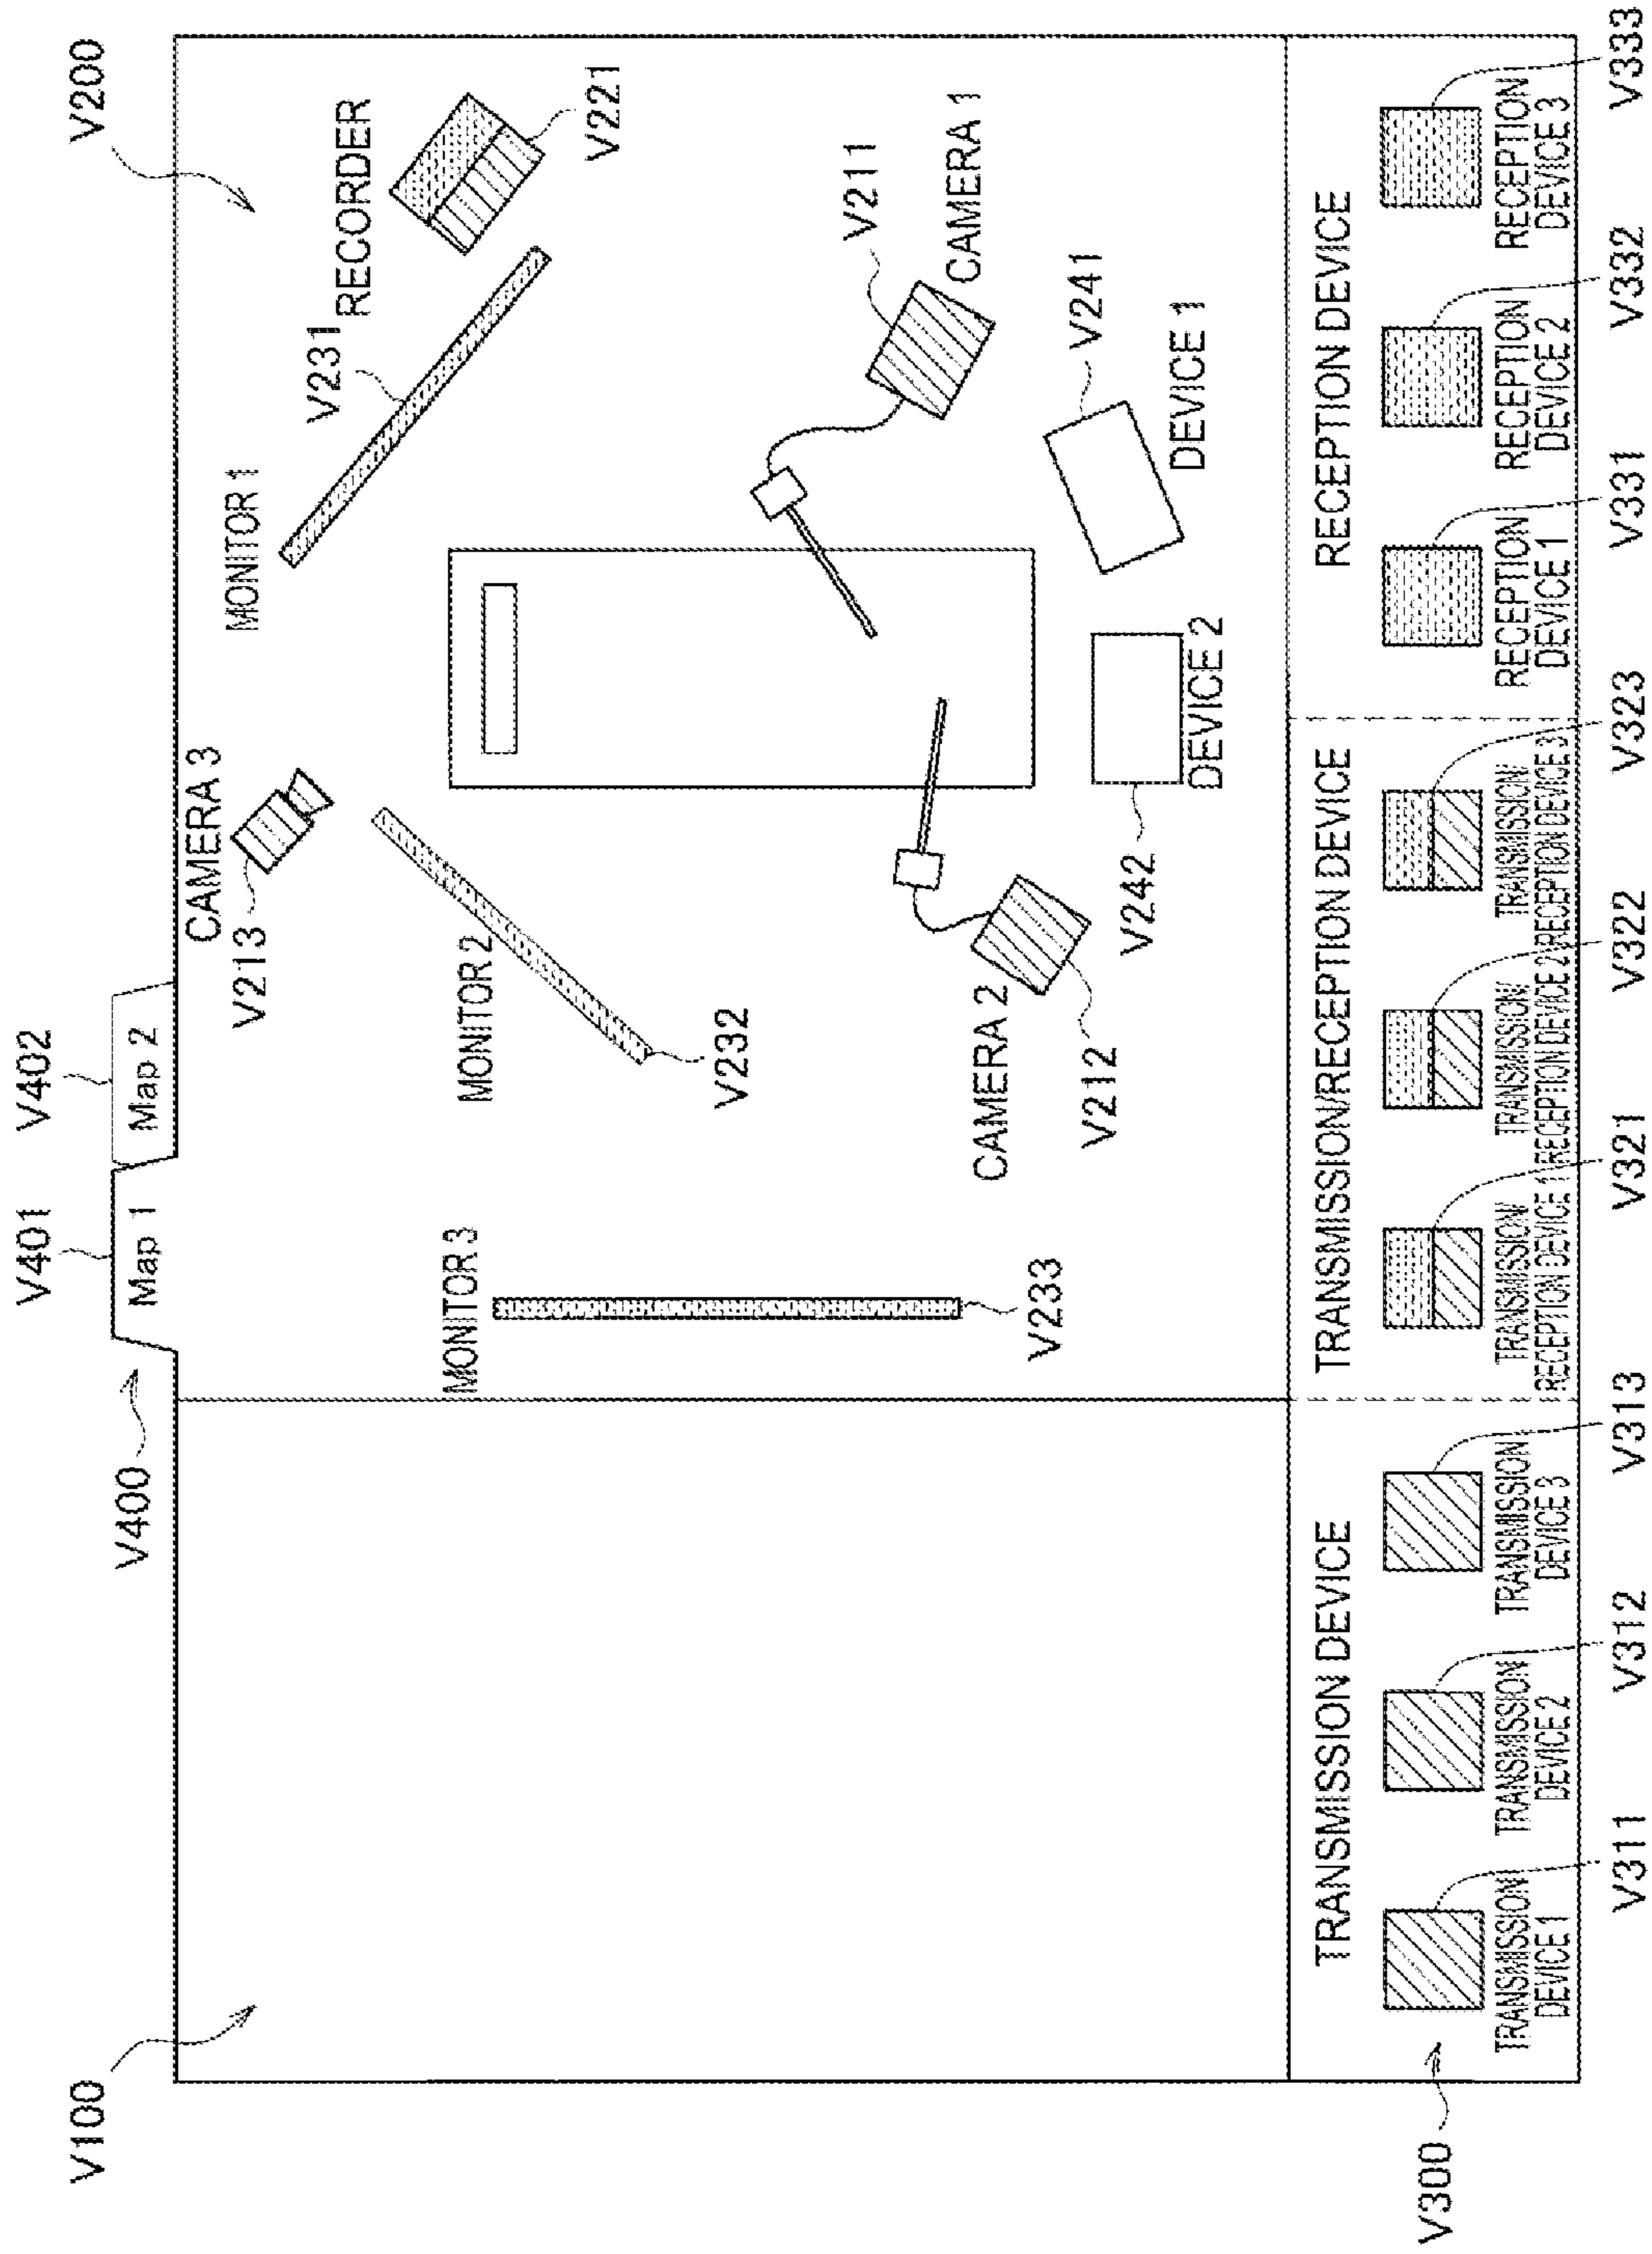 V401
V402
V400
Map 1
Map 2
V100
V200
CAMERA 3
V213
MONITOR 1
V231
RECORDER
V221
MONITOR 2
V232
MONITOR 3
V233
V211
CAMERA 1
CAMERA 2
V212
V242
DEVICE 2
V241
DEVICE 1
V300
TRANSMISSION DEVICE
TRANSMISSION
DEVICE 1
TRANSMISSION
DEVICE 2
TRANSMISSION
DEVICE 3
TRANSMISSION/RECEPTION DEVICE
TRANSMISSION/
RECEPTION DEVICE 1
TRANSMISSION/
RECEPTION DEVICE 2
TRANSMISSION/
RECEPTION DEVICE 3
RECEPTION DEVICE
RECEPTION
DEVICE 1
RECEPTION
DEVICE 2
RECEPTION
DEVICE 3
V311
V312
V313
V321
V322
V323
V331
V332
V333